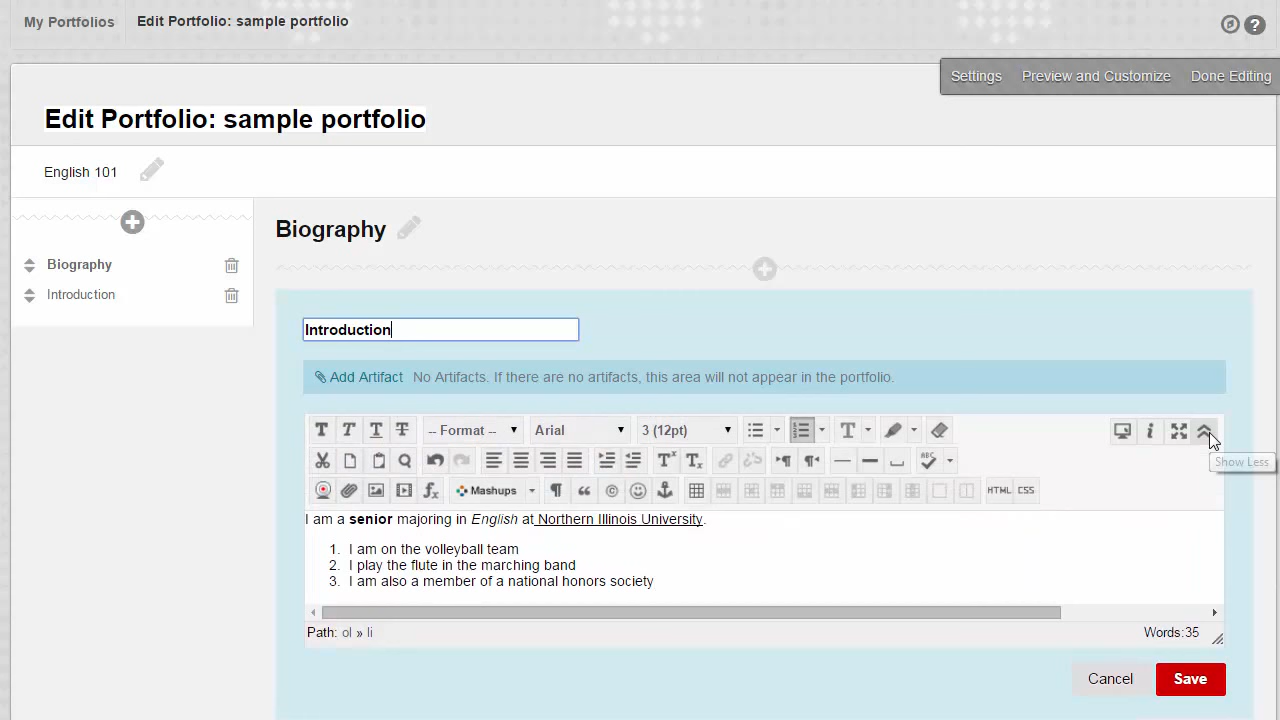 My Portfolios Edit Portfolio: sample portfolio ?
Settings Preview and Customize Done Editing
Edit Portfolio: sample portfolio
English 101
Biography
Introduction
Biography
Introduction
Add Artifact No Artifacts. If there are no artifacts, this area will not appear in the portfolio.
T T T T -- Format -- Arial 3 (12pt) T i
Show Less
Tx Tx ABC
fx Mashups HTML CSS
I am a senior majoring in English at Northern Illinois University.
1. I am on the volleyball team
2. I play the flute in the marching band
3. I am also a member of a national honors society
Path: ol » li Words:35
Cancel Save